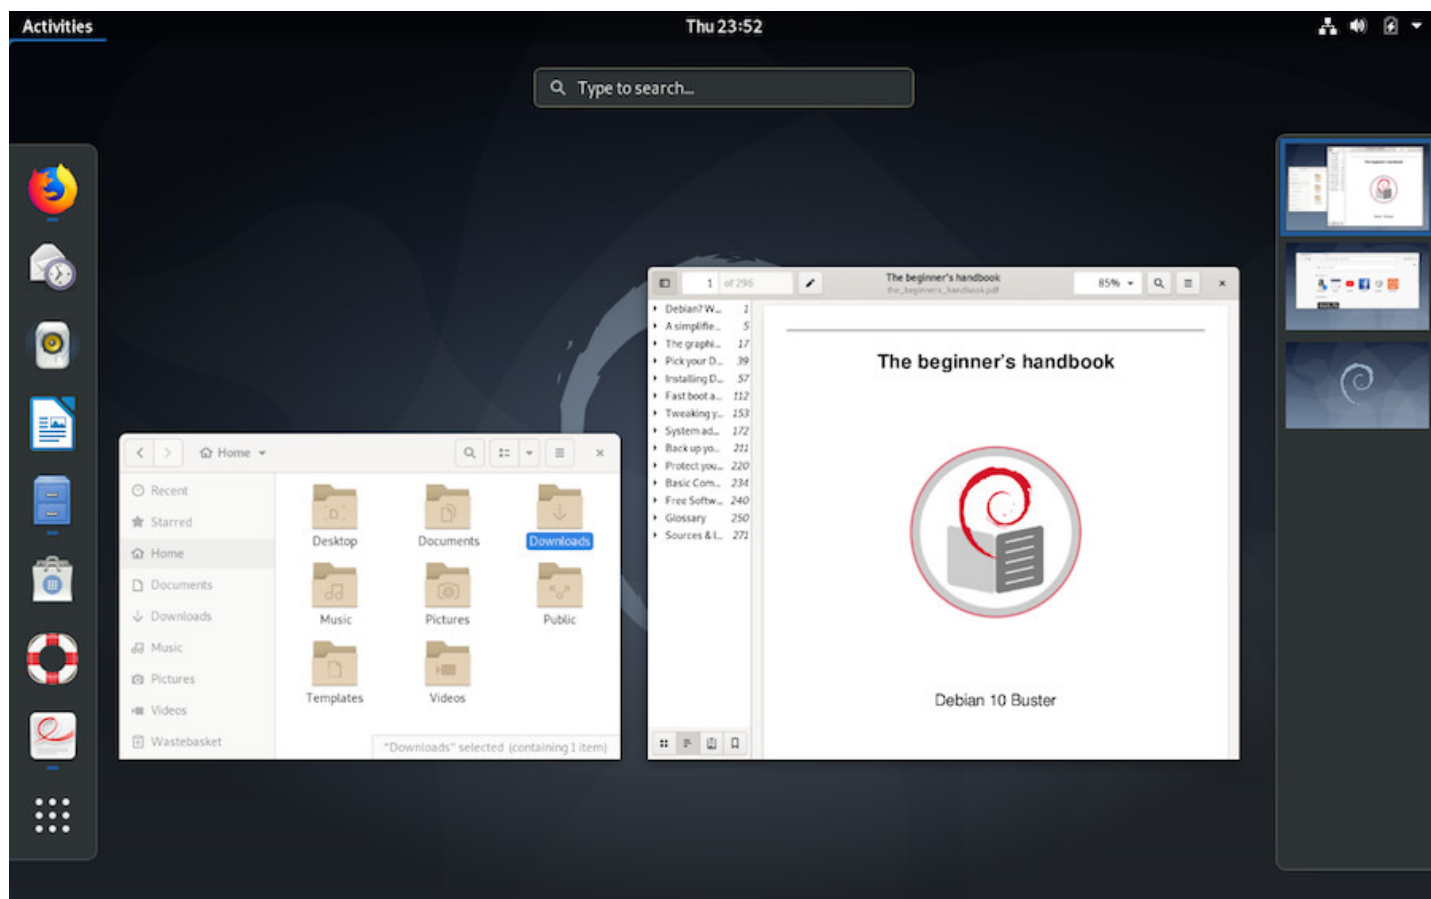 Activities
Thu 23:52
Type to search...
1 of 296
The beginner's handbook
the_beginners_handbook.pdf
85%
Debian? W... 1
A simplifie... 5
The graphi... 17
Pick your D... 39
Installing D... 57
Fast boot a... 112
Tweaking y... 153
System ad... 172
Back up yo... 211
Protect you... 220
Basic Com... 234
Free Softw... 240
Glossary 250
Sources & l... 271
The beginner's handbook
Debian 10 Buster
Home
Recent
Starred
Home
Documents
Downloads
Music
Pictures
Videos
Wastebasket
Desktop
Documents
Downloads
Music
Pictures
Public
Templates
Videos
"Downloads" selected (containing 1 item)